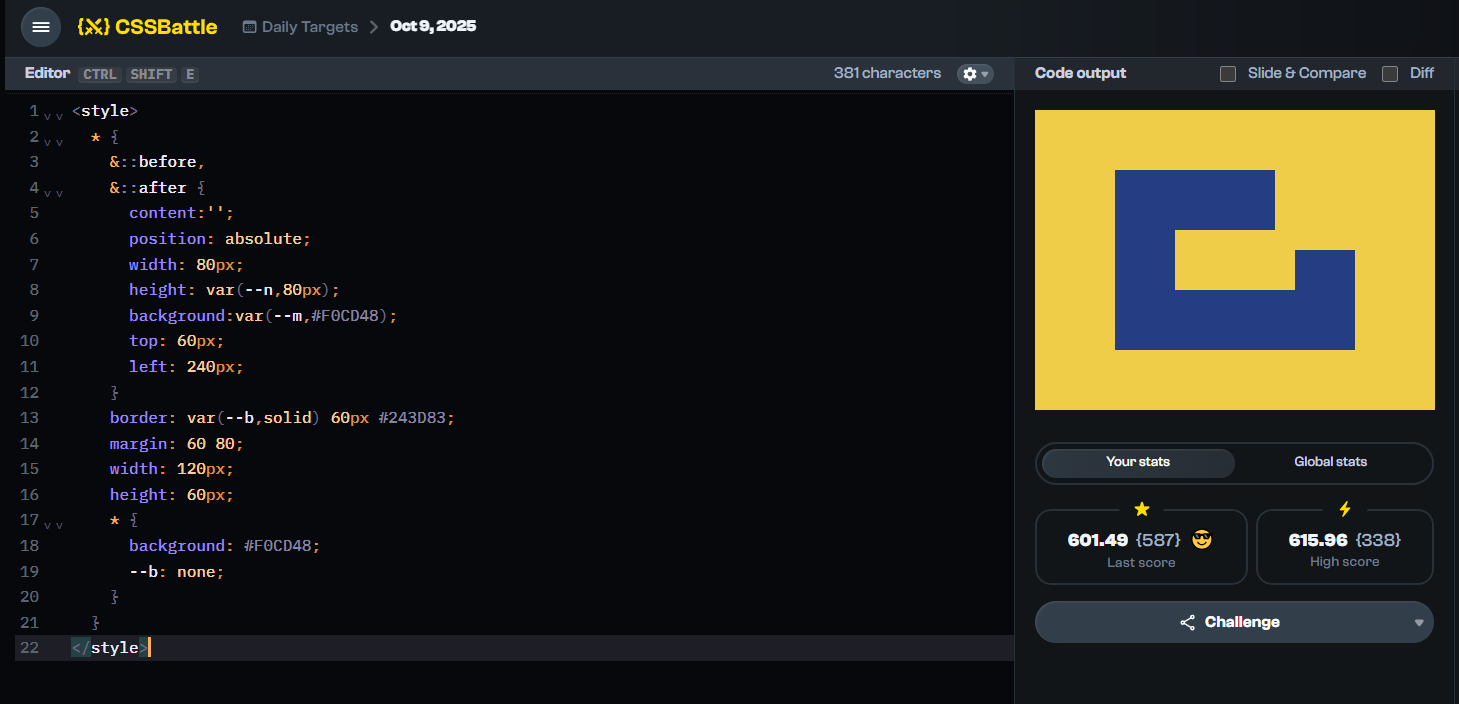 CSSBattle Daily Targets Oct 9, 2025
Editor CTRL SHIFT E 381 characters Code output Slide & Compare Diff
1 <style>
2 * {
3 &::before,
4 &::after {
5 content:'';
6 position: absolute;
7 width: 80px;
8 height: var(--n,80px);
9 background:var(--m,#F0CD48);
10 top: 60px;
11 left: 240px;
12 }
13 border: var(--b,solid) 60px #243D83;
14 margin: 60 80;
15 width: 120px;
16 height: 60px;
17 * {
18 background: #F0CD48;
19 --b: none;
20 }
21 }
22 </style>
Your stats Global stats
601.49 {587} 😎 615.96 {338}
Last score High score
Challenge